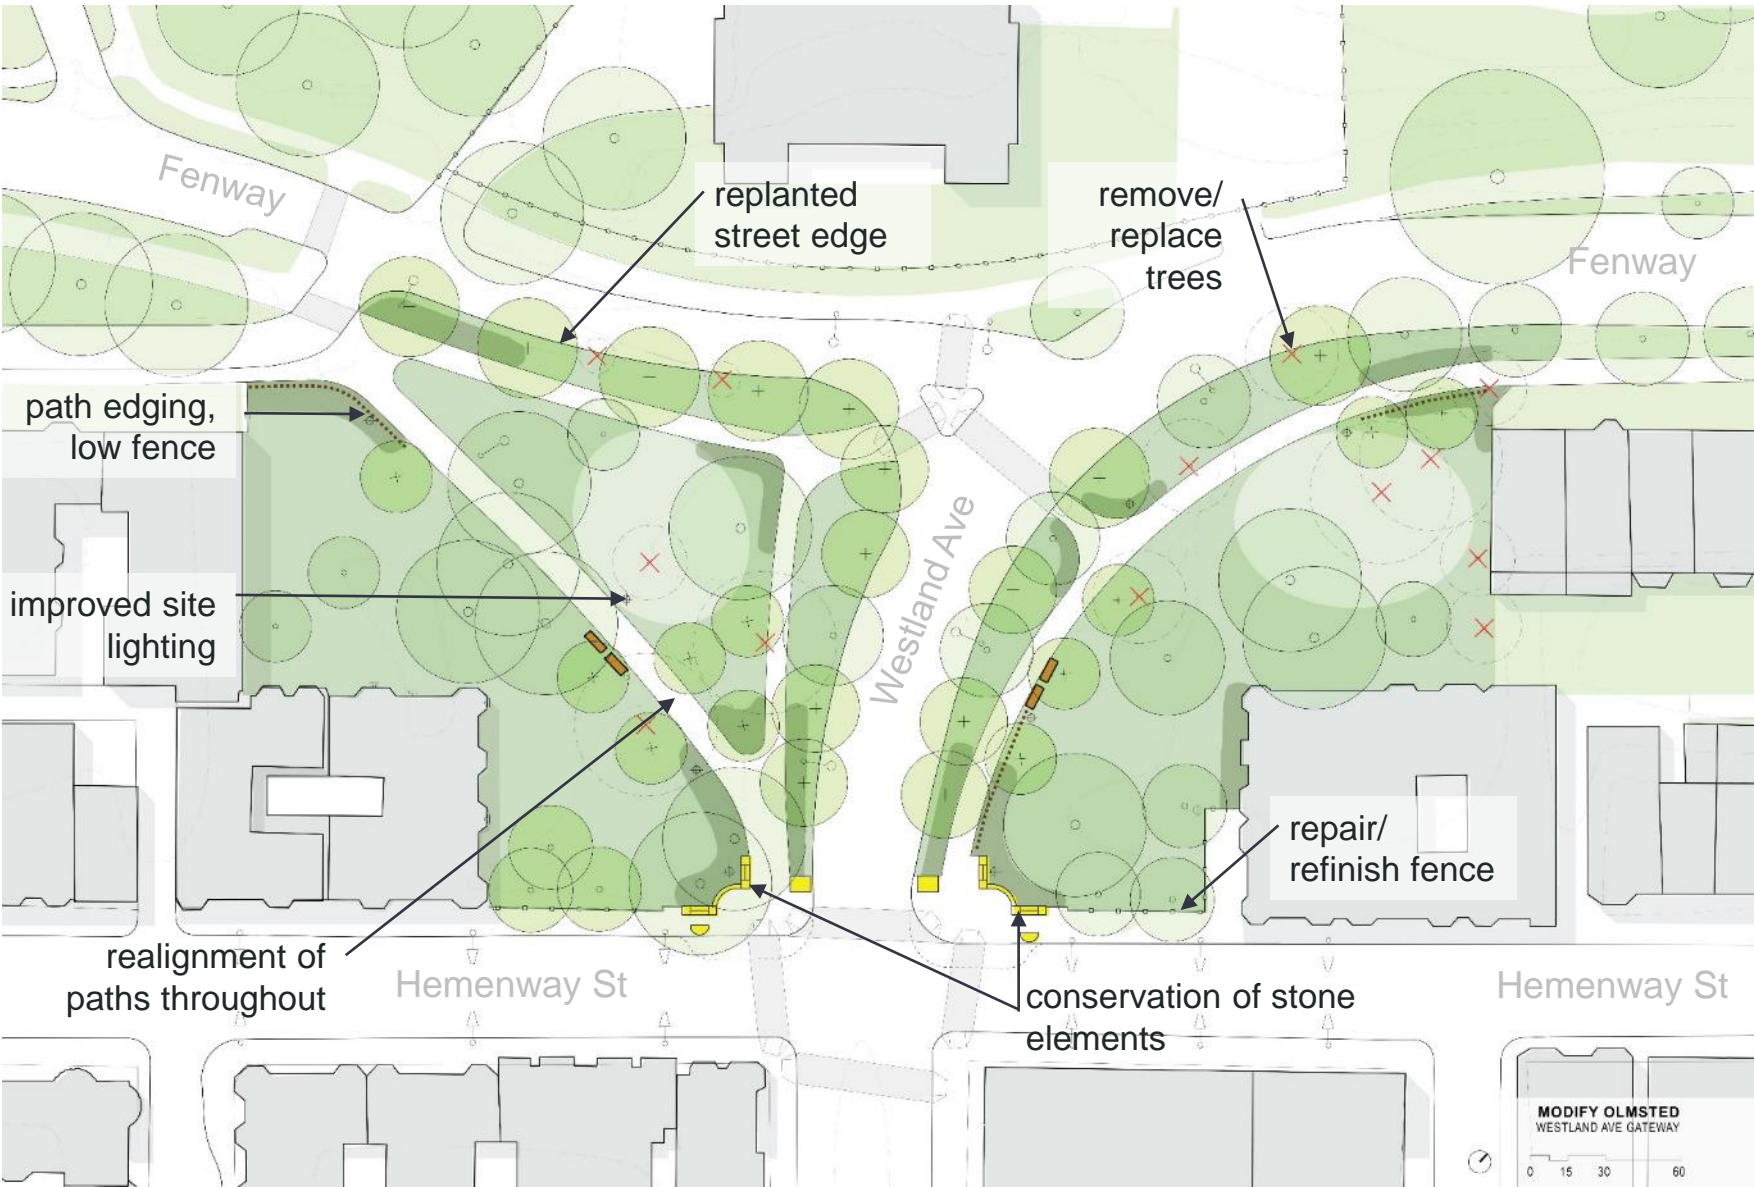 Fenway
replanted
street edge
remove/
replace
trees
Fenway
path edging,
low fence
Westland Ave
improved site
lighting
repair/
refinish fence
realignment of
paths throughout
Hemenway St
conservation of stone
elements
Hemenway St
MODIFY OLMSTED
WESTLAND AVE GATEWAY
0 15 30 60